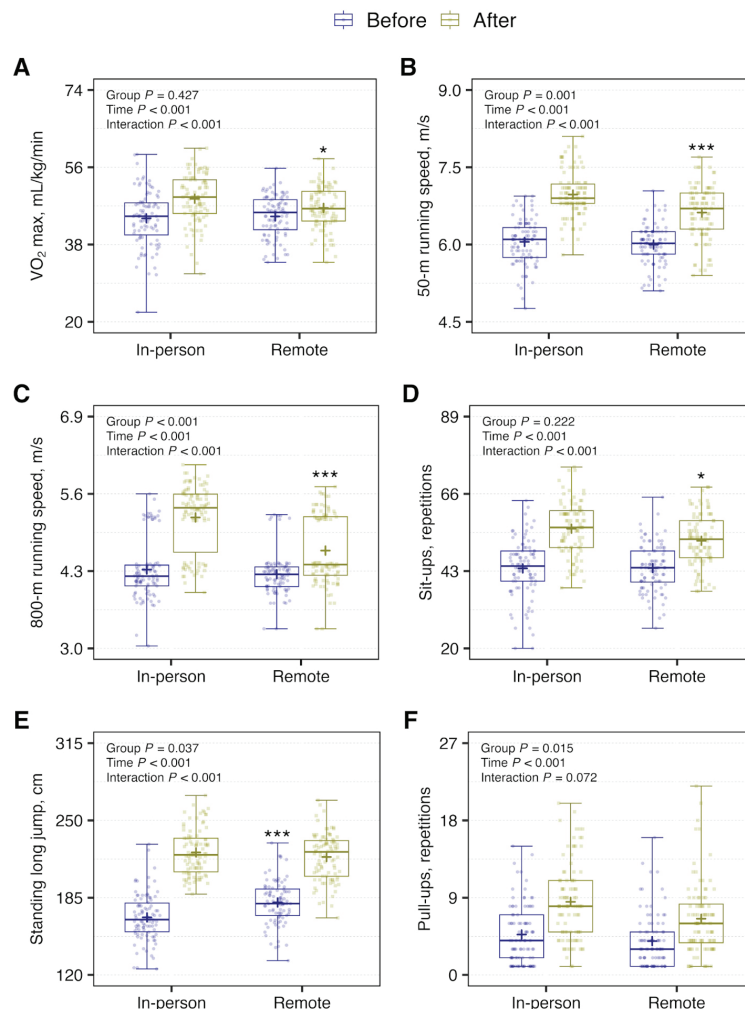 Before After
A
VO₂ max, mL/kg/min
74
56
38
20
Group P = 0.427
Time P < 0.001
Interaction P < 0.001
*
In-person Remote
B
50-m running speed, m/s
9.0
7.5
6.0
4.5
Group P = 0.001
Time P < 0.001
Interaction P < 0.001
***
In-person Remote
C
800-m running speed, m/s
6.9
5.6
4.3
3.0
Group P < 0.001
Time P < 0.001
Interaction P < 0.001
***
In-person Remote
D
Sit-ups, repetitions
89
66
43
20
Group P = 0.222
Time P < 0.001
Interaction P < 0.001
*
In-person Remote
E
Standing long jump, cm
315
250
185
120
Group P = 0.037
Time P < 0.001
Interaction P < 0.001
***
In-person Remote
F
Pull-ups, repetitions
27
18
9
0
Group P = 0.015
Time P < 0.001
Interaction P = 0.072
In-person Remote